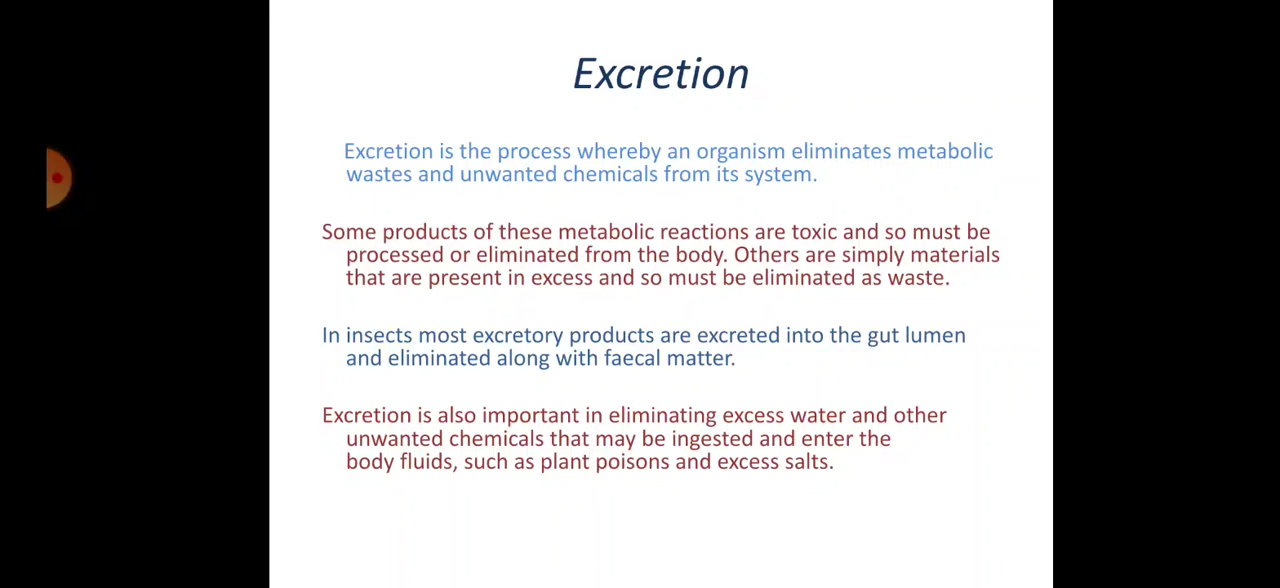 Excretion
Excretion is the process whereby an organism eliminates metabolic
wastes and unwanted chemicals from its system.
Some products of these metabolic reactions are toxic and so must be
processed or eliminated from the body. Others are simply materials
that are present in excess and so must be eliminated as waste.
In insects most excretory products are excreted into the gut lumen
and eliminated along with faecal matter.
Excretion is also important in eliminating excess water and other
unwanted chemicals that may be ingested and enter the
body fluids, such as plant poisons and excess salts.